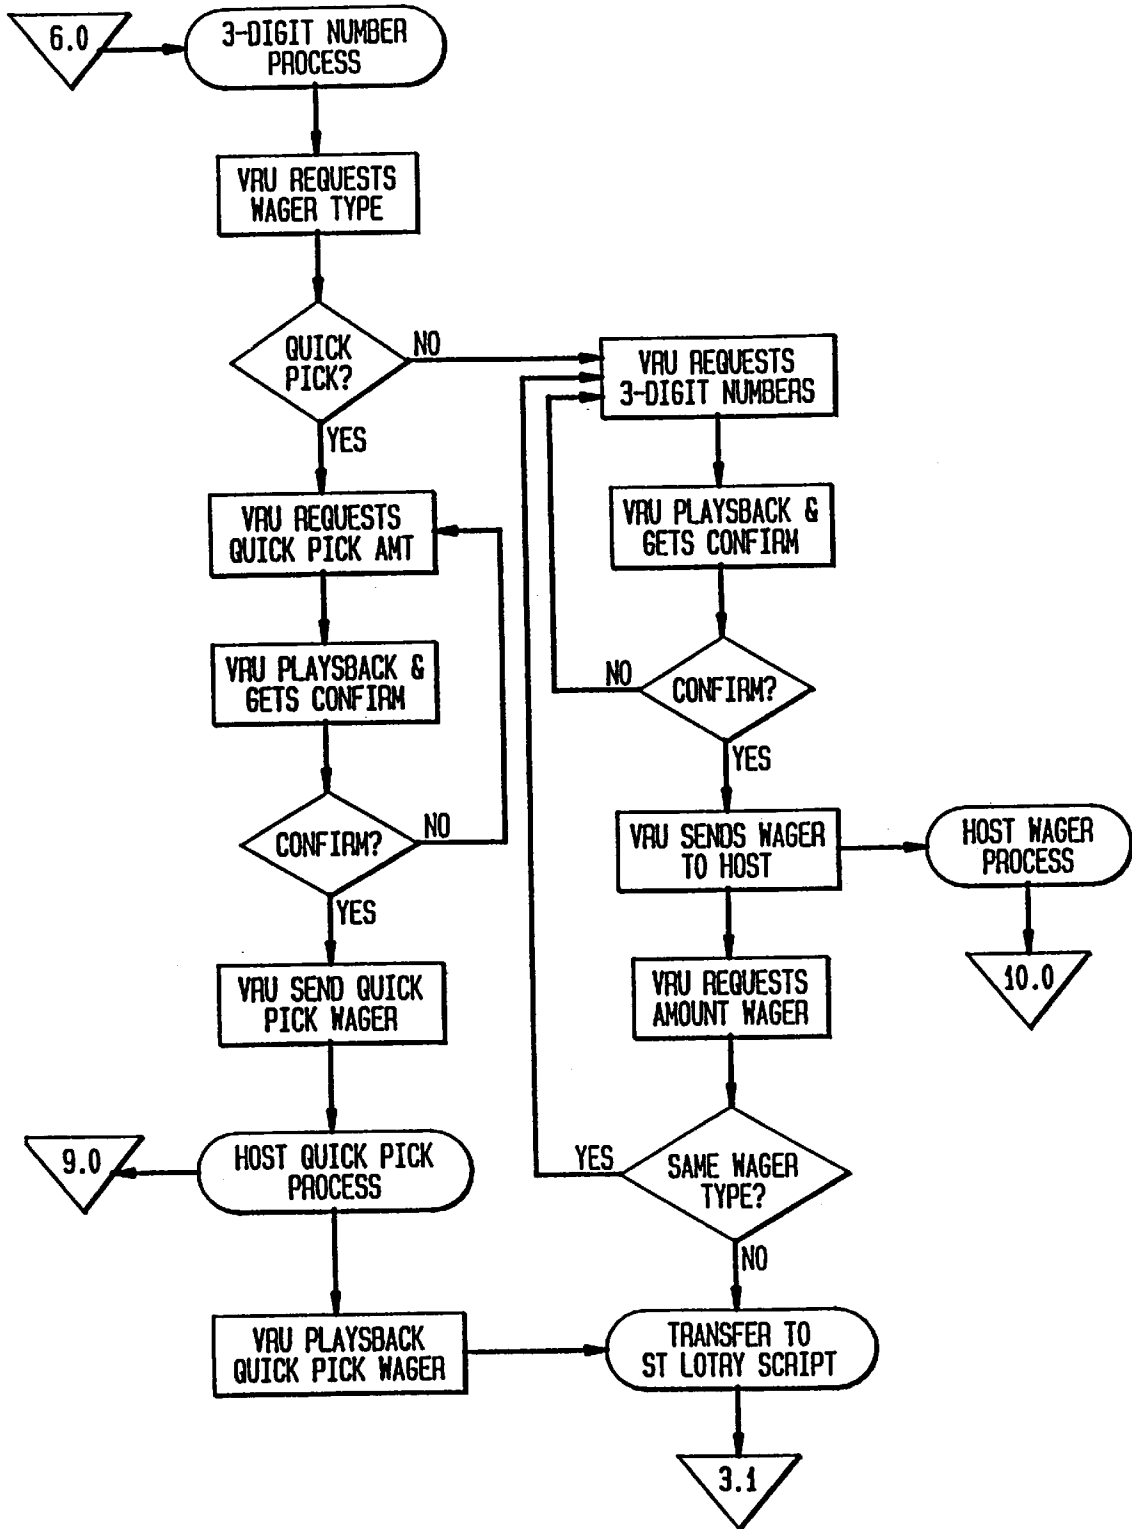 6.0
3-DIGIT NUMBER
PROCESS
VRU REQUESTS
WAGER TYPE
QUICK
PICK?
NO
YES
VRU REQUESTS
3-DIGIT NUMBERS
VRU REQUESTS
QUICK PICK AMT
VRU PLAYSBACK &
GETS CONFIRM
VRU PLAYSBACK &
GETS CONFIRM
CONFIRM?
NO
YES
CONFIRM?
NO
YES
VRU SENDS WAGER
TO HOST
HOST WAGER
PROCESS
10.0
VRU SEND QUICK
PICK WAGER
VRU REQUESTS
AMOUNT WAGER
9.0
HOST QUICK PICK
PROCESS
YES
SAME WAGER
TYPE?
NO
VRU PLAYSBACK
QUICK PICK WAGER
TRANSFER TO
ST LOTRY SCRIPT
3.1